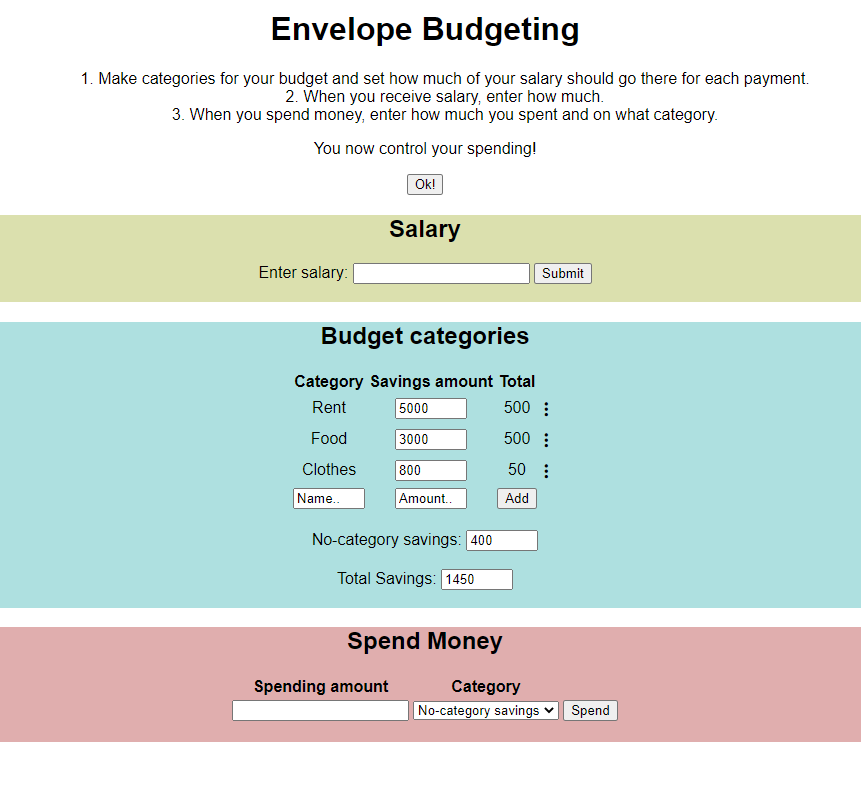 Envelope Budgeting
1. Make categories for your budget and set how much of your salary should go there for each payment.
2. When you receive salary, enter how much.
3. When you spend money, enter how much you spent and on what category.
You now control your spending!
Ok!
Salary
Enter salary: Submit
Budget categories
Category Savings amount Total
Rent 5000 500
Food 3000 500
Clothes 800 50
Name.. Amount.. Add
No-category savings: 400
Total Savings: 1450
Spend Money
Spending amount Category
No-category savings Spend